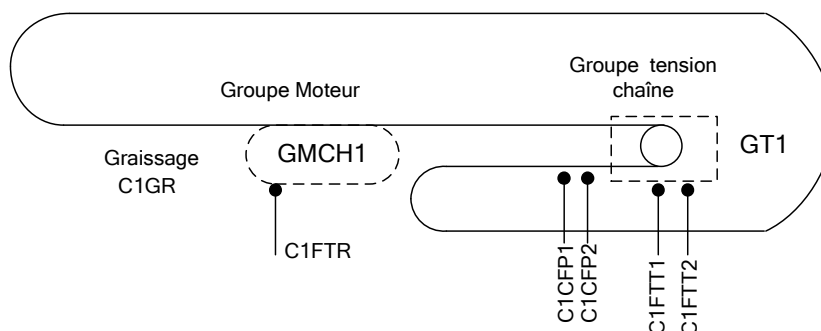 Groupe tension
chaîne
Groupe Moteur
GMCH1
GT1
Graissage
C1GR
C1FTR
C1CFP1
C1CFP2
C1FTT1
C1FTT2